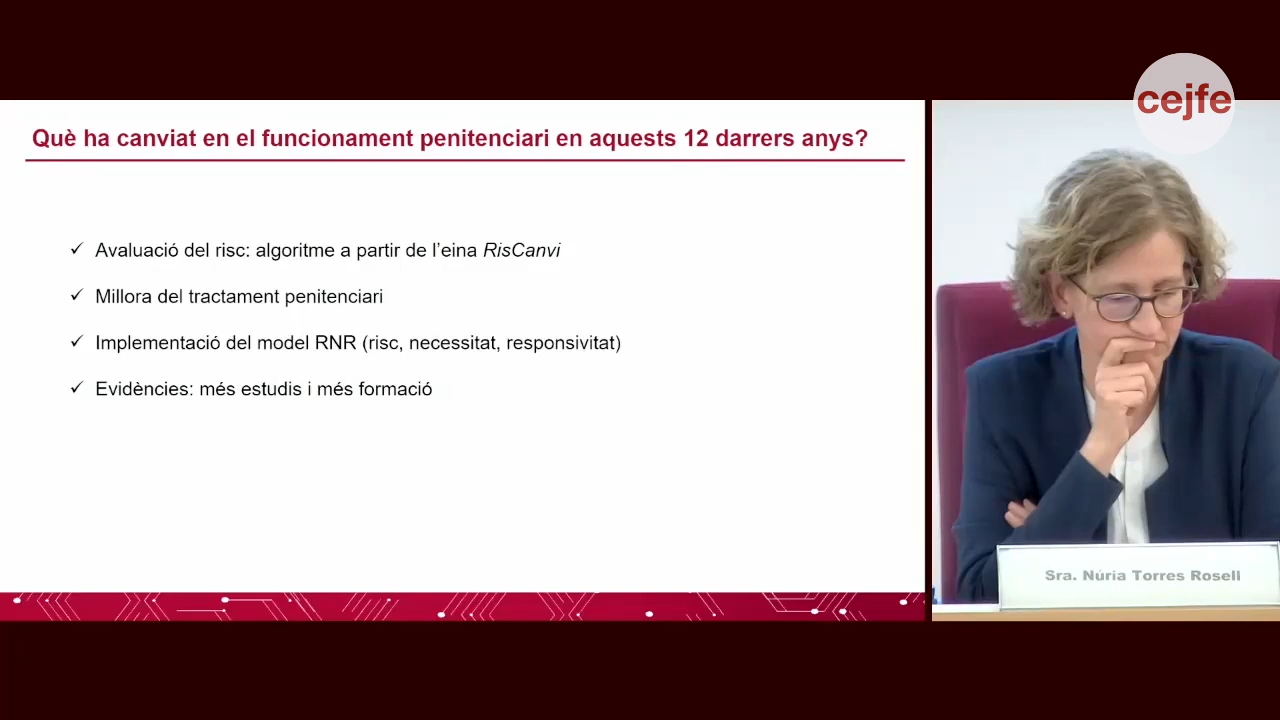 cejfe
Què ha canviat en el funcionament penitenciari en aquests 12 darrers anys?
✓ Avaluació del risc: algoritme a partir de l’eina RisCanvi
✓ Millora del tractament penitenciari
✓ Implementació del model RNR (risc, necessitat, responsivitat)
✓ Evidències: més estudis i més formació
Sra. Núria Torres Rosell